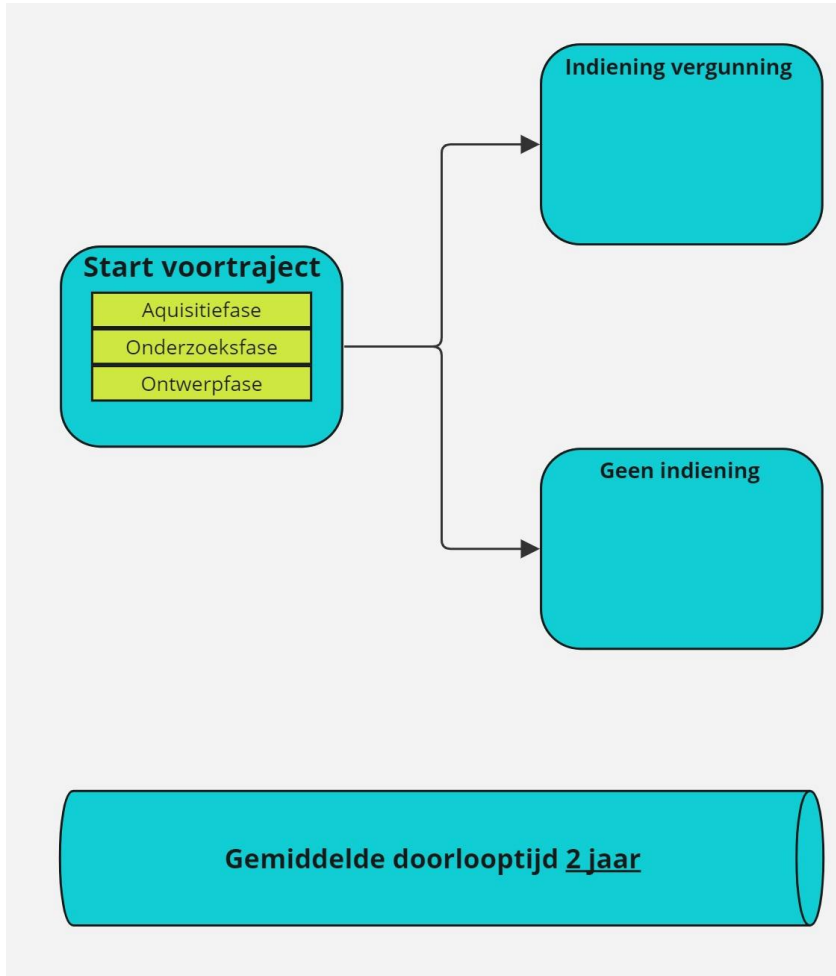 Indiening vergunning
Start voortraject
Aquisitiefase
Onderzoeksfase
Ontwerpfase
Geen indiening
Gemiddelde doorlooptijd 2 jaar